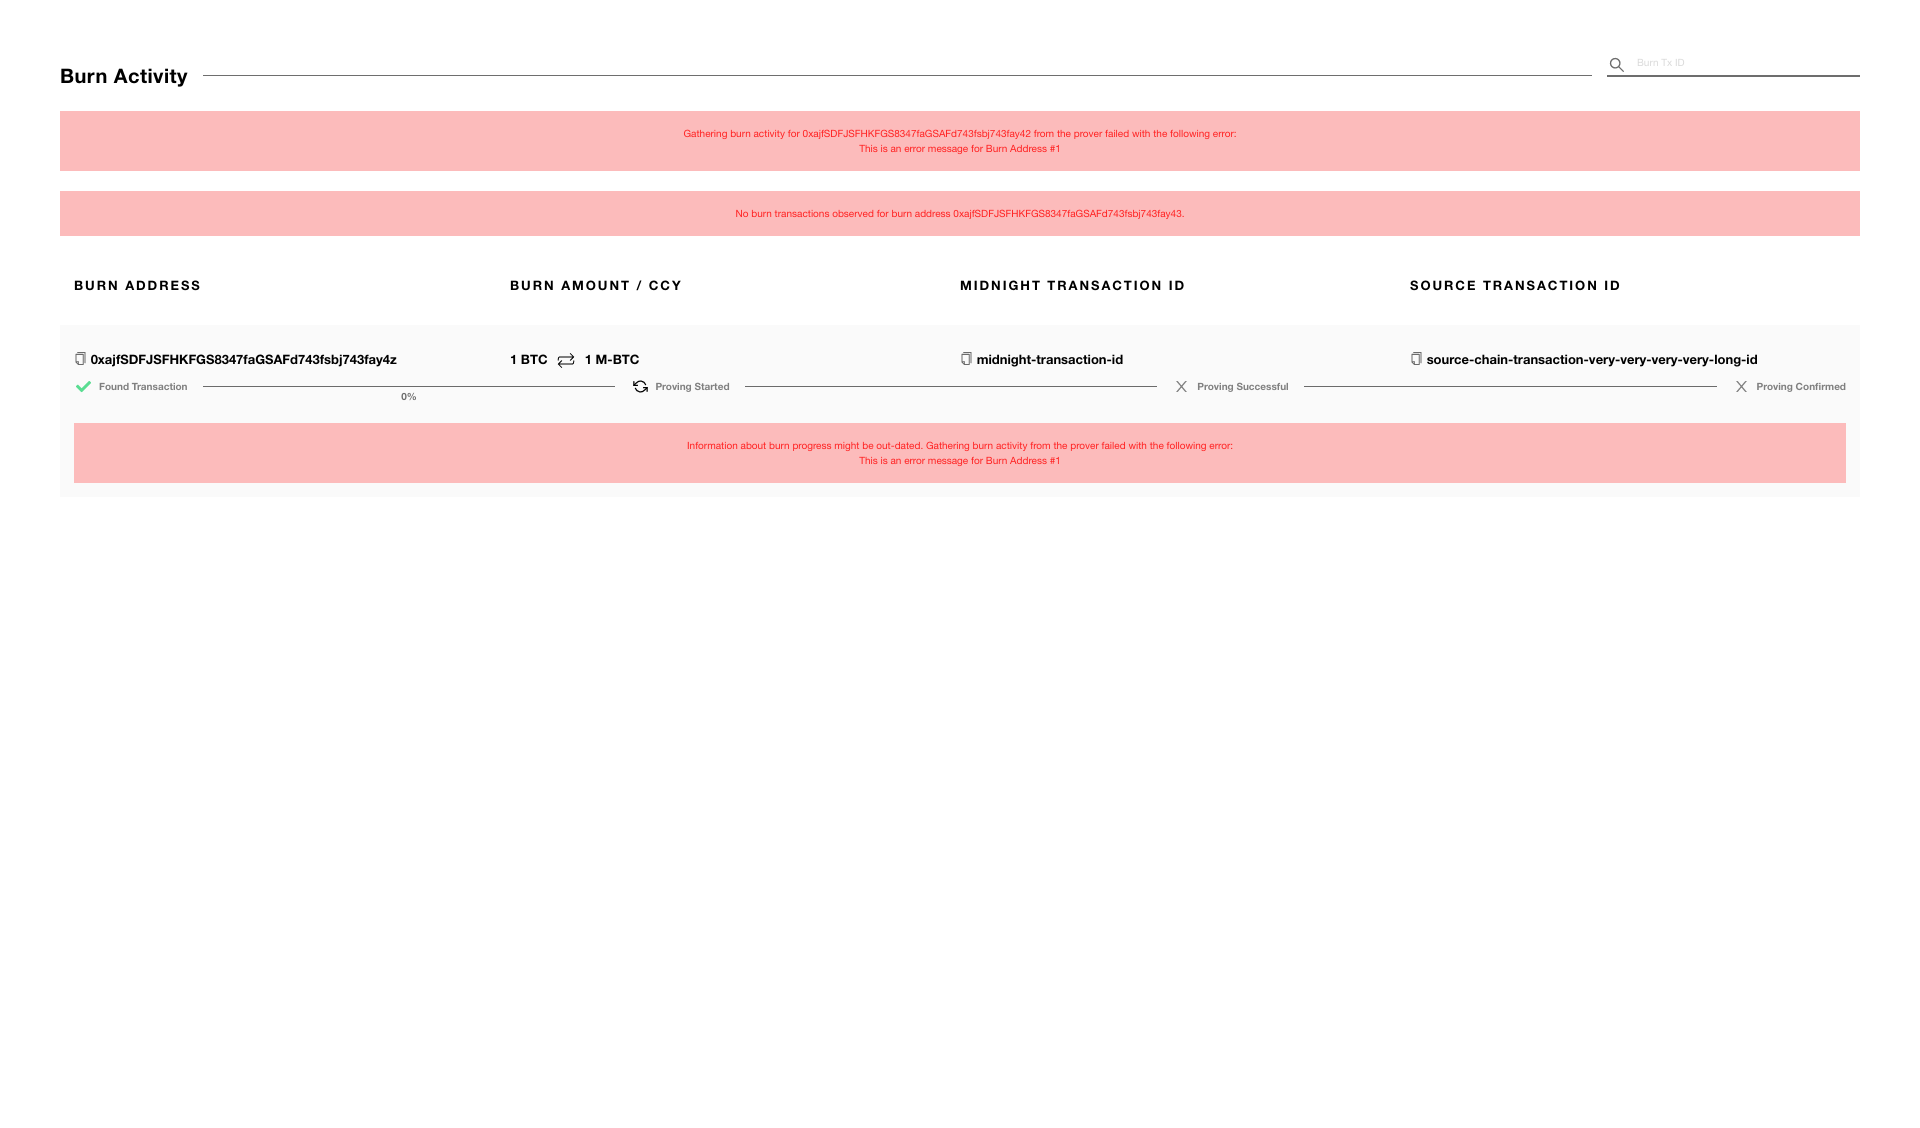 Burn Activity
Burn Tx ID
Gathering burn activity for 0xajfSDFJSFHKFGS8347faGSAFd743fsbj743fay42 from the prover failed with the following error:
This is an error message for Burn Address #1
No burn transactions observed for burn address 0xajfSDFJSFHKFGS8347faGSAFd743fsbj743fay43.
BURN ADDRESS
BURN AMOUNT / CCY
MIDNIGHT TRANSACTION ID
SOURCE TRANSACTION ID
0xajfSDFJSFHKFGS8347faGSAFd743fsbj743fay4z
1 BTC
1 M-BTC
midnight-transaction-id
source-chain-transaction-very-very-very-very-long-id
Found Transaction
0%
Proving Started
Proving Successful
Proving Confirmed
Information about burn progress might be out-dated. Gathering burn activity from the prover failed with the following error:
This is an error message for Burn Address #1